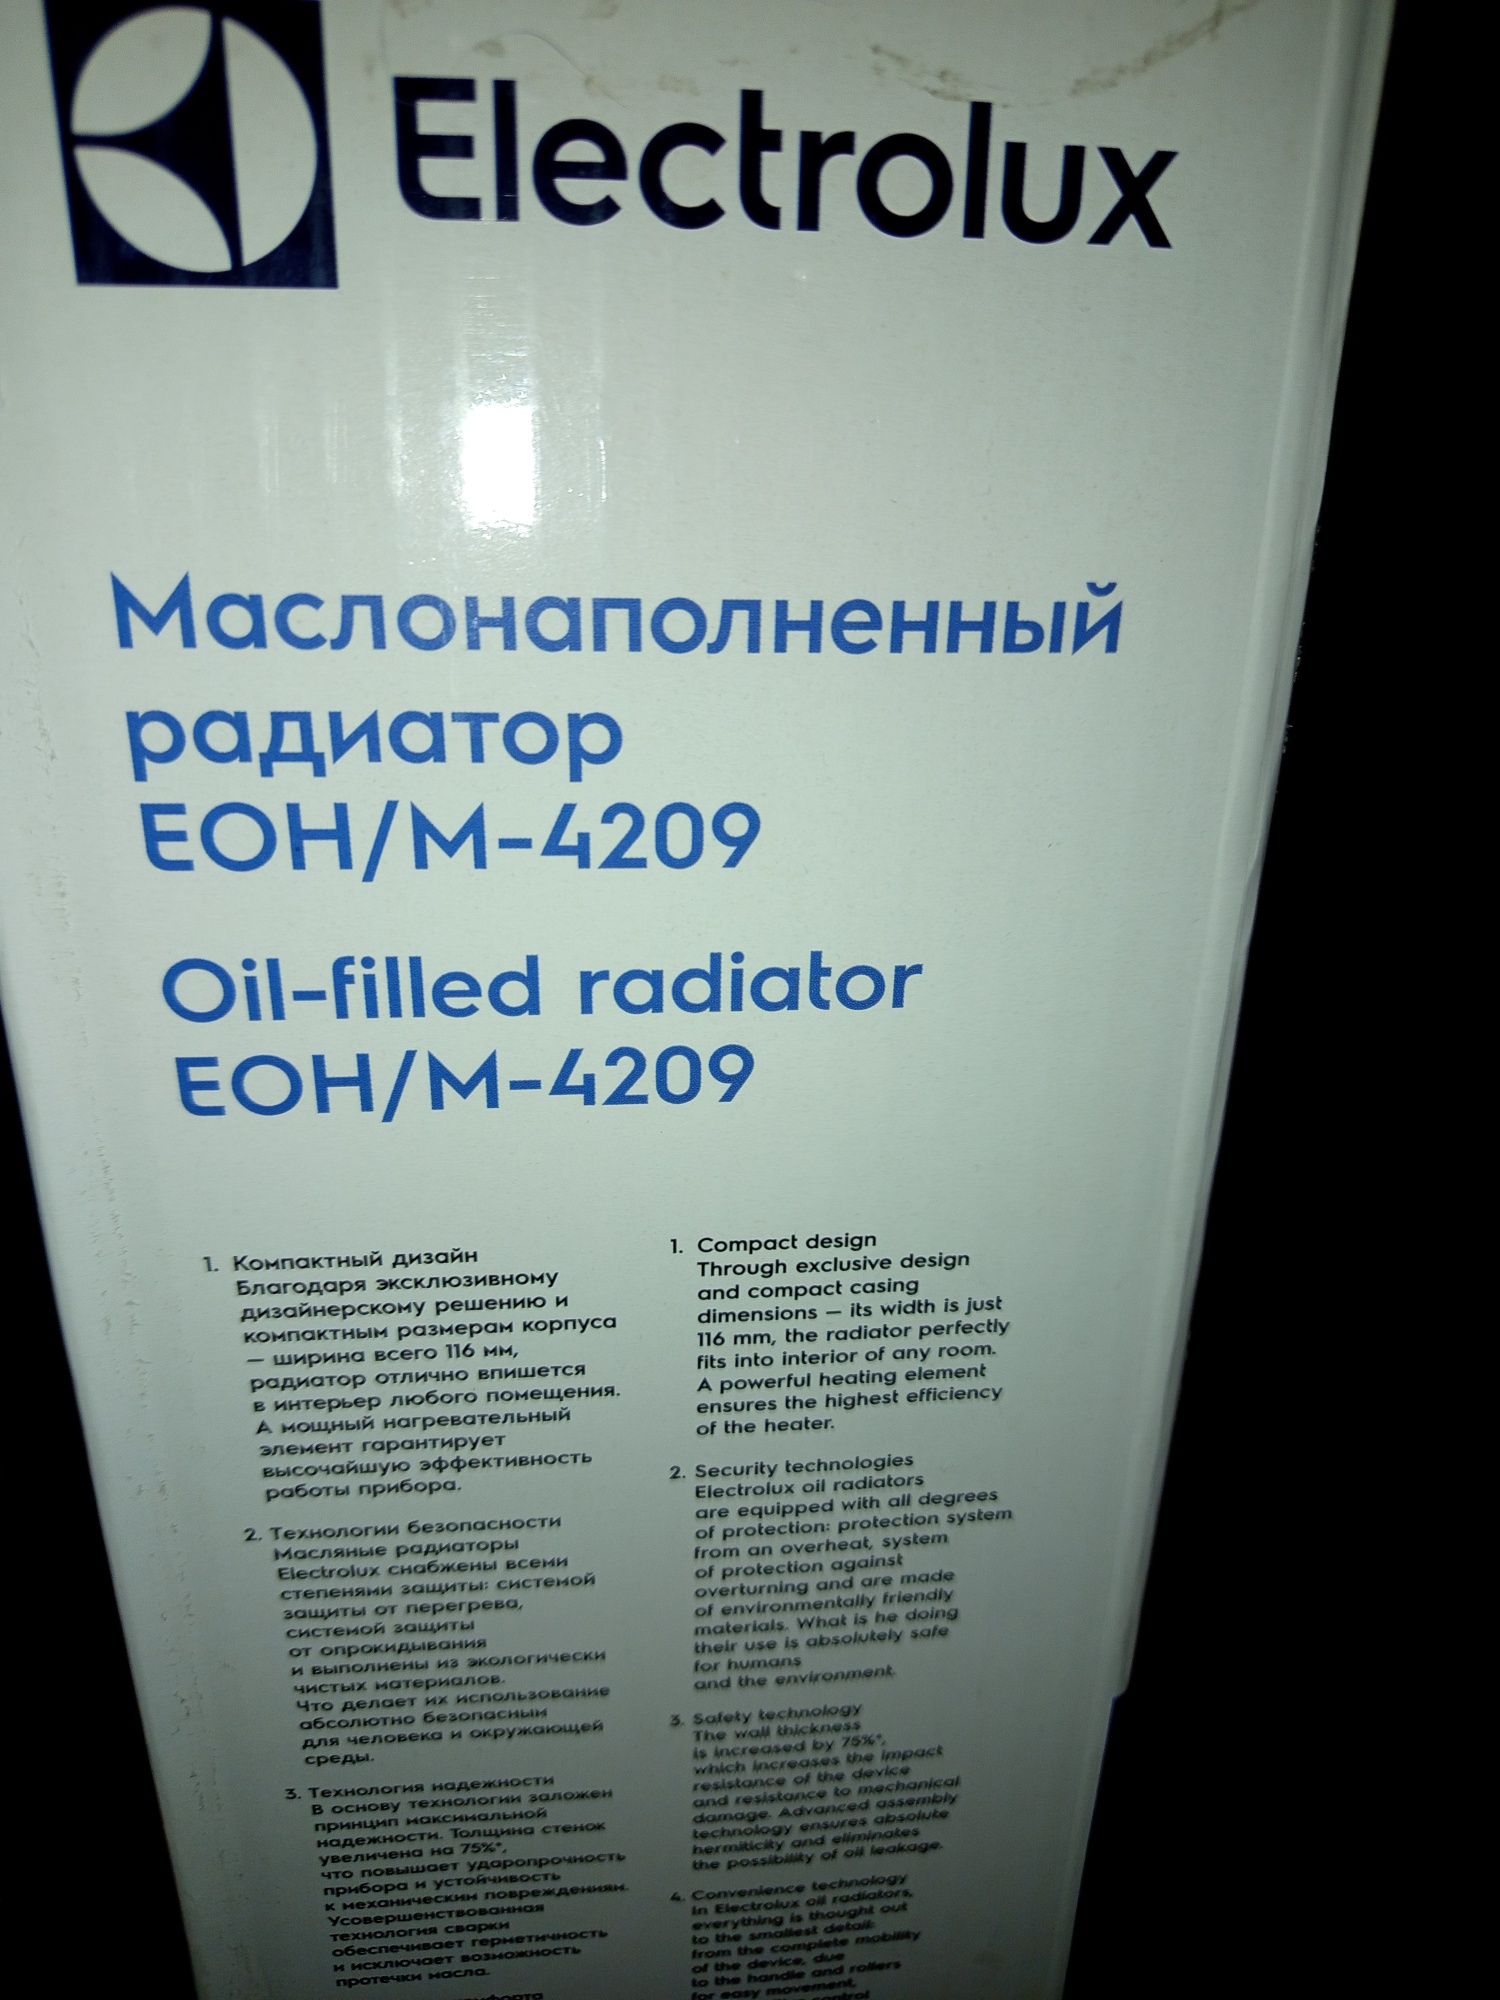 Electrolux
Маслонаполненный
радиатор
EOH/M-4209
Oil-filled radiator
EOH/M-4209
1. Компактный дизайн
Благодаря эксклюзивному
дизайнерскому решению и
компактным размерам корпуса
— ширина всего 116 мм,
радиатор отлично впишется
в интерьер любого помещения.
А мощный нагревательный
элемент гарантирует
высочайшую эффективность
работы прибора.
2. Технологии безопасности
Масляные радиаторы
Electrolux снабжены всеми
степенями защиты: системой
защиты от перегрева,
системой защиты
от опрокидывания
и выполнены из экологически
чистых материалов.
Что делает их использование
абсолютно безопасным
для человека и окружающей
среды.
3. Технология надежности
В основу технологии заложен
принцип максимальной
надежности. Толщина стенок
увеличена на 75%*,
что повышает ударопрочность
прибора и устойчивость
к механическим повреждениям.
Усовершенствованная
технология сварки
обеспечивает герметичность
и исключает возможность
протечки масла.
1. Compact design
Through exclusive design
and compact casing
dimensions — its width is just
116 mm, the radiator perfectly
fits into interior of any room.
A powerful heating element
ensures the highest efficiency
of the heater.
2. Security technologies
Electrolux oil radiators
are equipped with all degrees
of protection: protection system
from an overheat, system
of protection against
overturning and are made
of environmentally friendly
materials. What is he doing
their use is absolutely safe
for humans
and the environment.
3. Safety technology
The wall thickness
is increased by 75%*,
which increases the impact
resistance of the device
and resistance to mechanical
damage. Advanced assembly
technology ensures absolute
hermiticity and eliminates
the possibility of oil leakage.
4. Convenience technology
In Electrolux oil radiators,
everything is thought out
to the smallest detail:
from the complete mobility
of the device, due
to the handle and rollers
for easy movement,
control